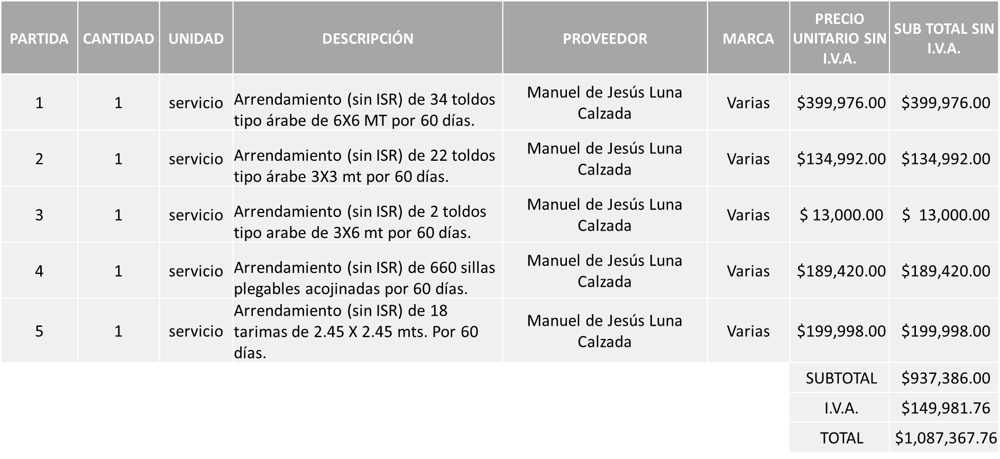 PARTIDA CANTIDAD UNIDAD DESCRIPCIÓN PROVEEDOR MARCA PRECIO UNITARIO SIN I.V.A. SUB TOTAL SIN I.V.A.
1 1 servicio Arrendamiento (sin ISR) de 34 toldos tipo árabe de 6X6 MT por 60 días. Manuel de Jesús Luna Calzada Varias $399,976.00 $399,976.00
2 1 servicio Arrendamiento (sin ISR) de 22 toldos tipo árabe 3X3 mt por 60 días. Manuel de Jesús Luna Calzada Varias $134,992.00 $134,992.00
3 1 servicio Arrendamiento (sin ISR) de 2 toldos tipo arabe de 3X6 mt por 60 días. Manuel de Jesús Luna Calzada Varias $ 13,000.00 $ 13,000.00
4 1 servicio Arrendamiento (sin ISR) de 660 sillas plegables acojinadas por 60 días. Manuel de Jesús Luna Calzada Varias $189,420.00 $189,420.00
5 1 servicio Arrendamiento (sin ISR) de 18 tarimas de 2.45 X 2.45 mts. Por 60 días. Manuel de Jesús Luna Calzada Varias $199,998.00 $199,998.00
SUBTOTAL $937,386.00
I.V.A. $149,981.76
TOTAL $1,087,367.76